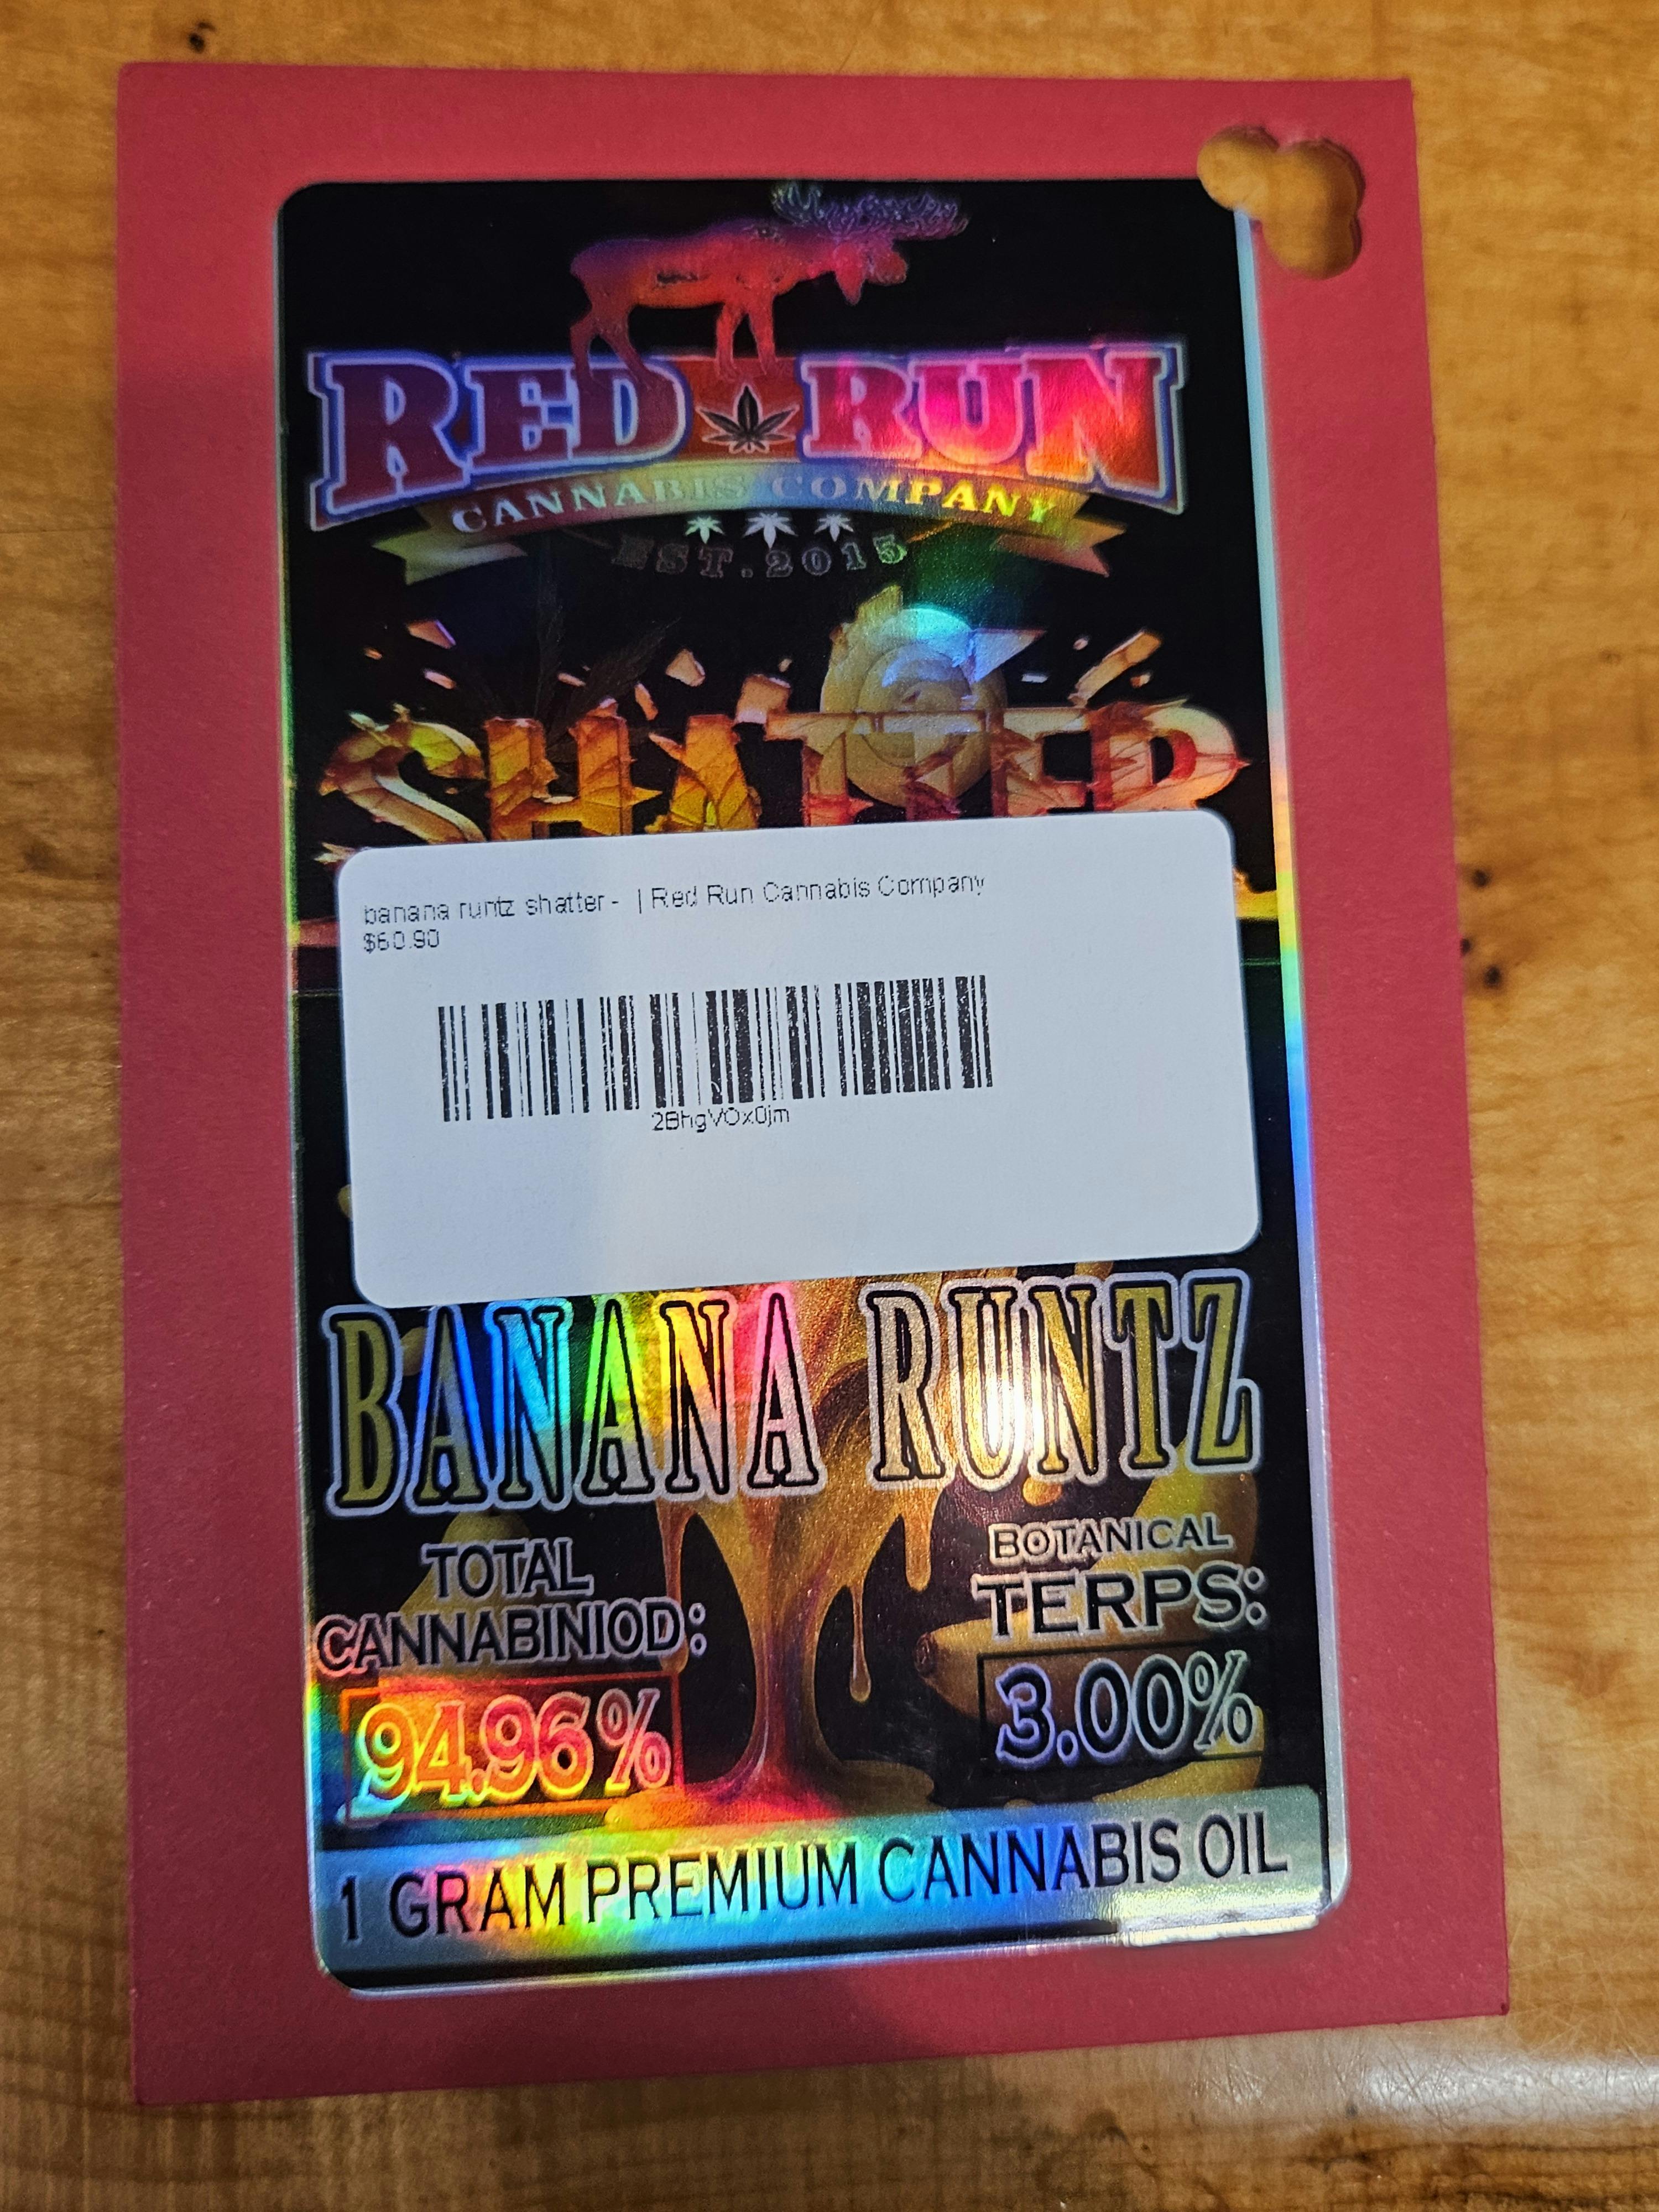 RED RUN
CANNABIS COMPANY
EST. 2015
SHATTER
banana runtz shatter - | Red Run Cannabis Company
$60.90
2BhgVOx0jm
BANANA RUNTZ
TOTAL
CANNABINIOD:
94.96%
BOTANICAL
TERPS:
3.00%
1 GRAM PREMIUM CANNABIS OIL